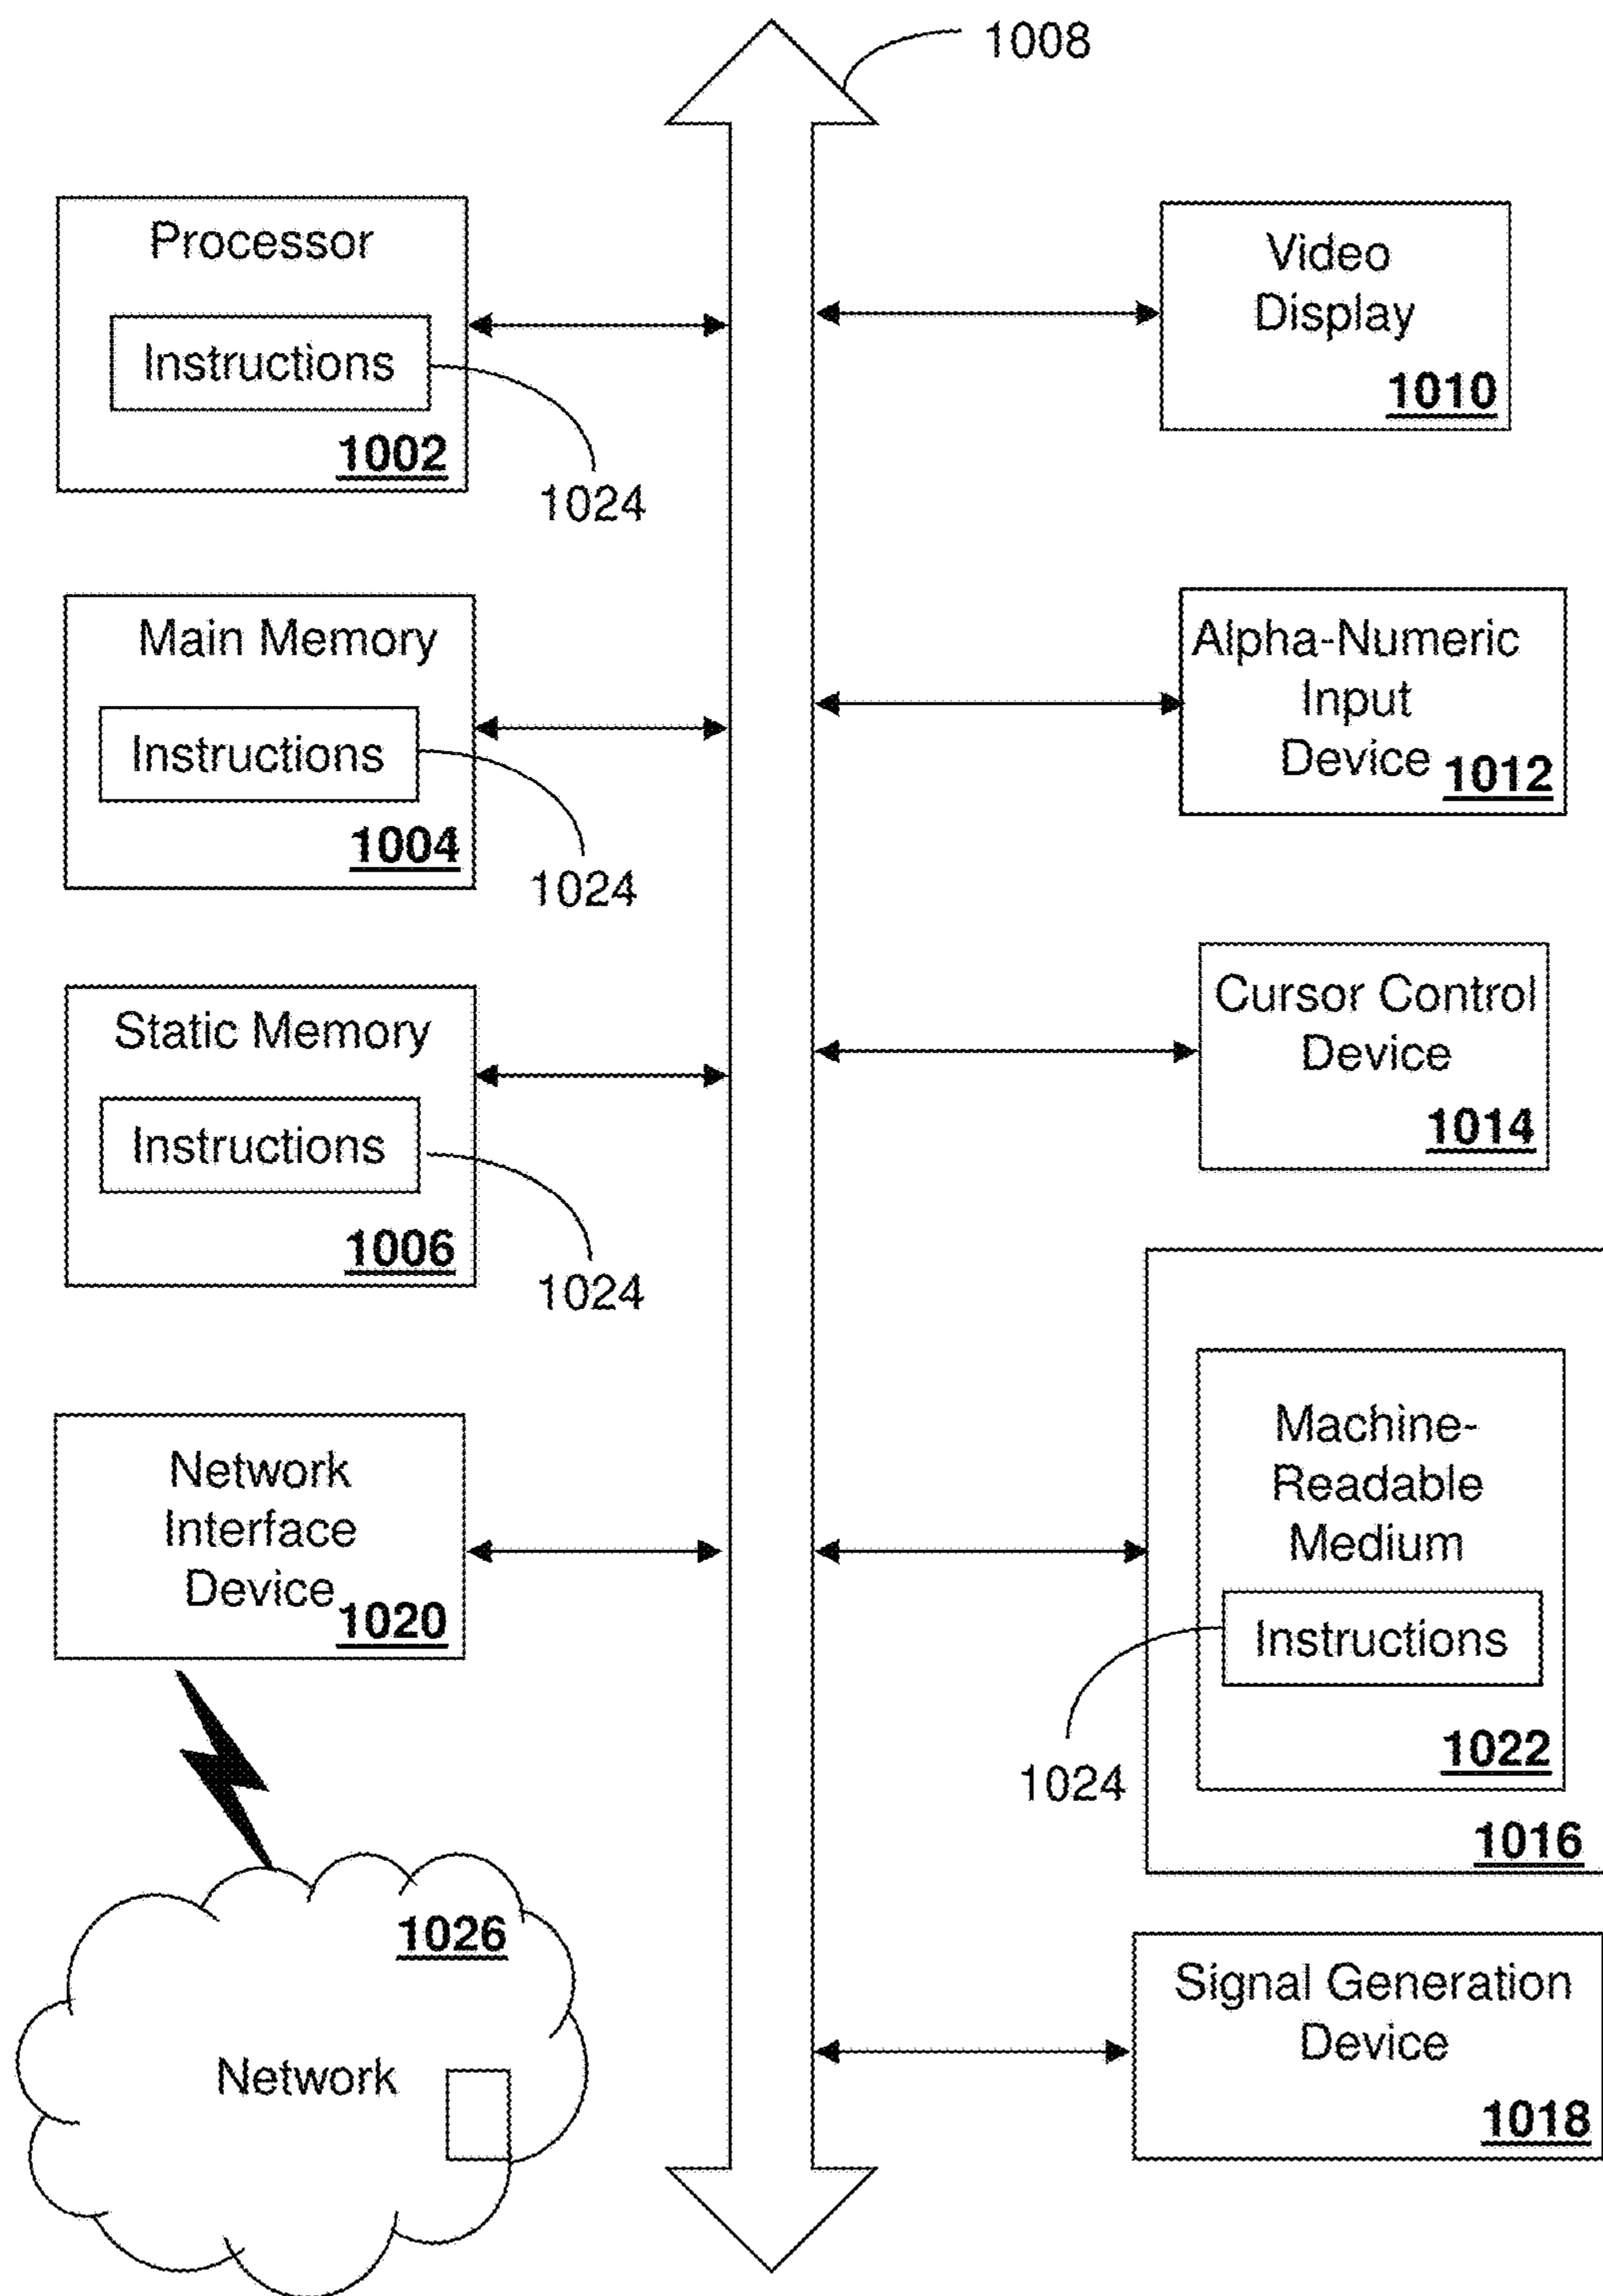 1008
Processor
Instructions
1002
1024
Main Memory
Instructions
1004
1024
Static Memory
Instructions
1006
1024
Network
Interface
Device
1020
1026
Network
Video
Display
1010
Alpha-Numeric
Input
Device
1012
Cursor Control
Device
1014
Machine-
Readable
Medium
Instructions
1024
1022
1016
Signal Generation
Device
1018